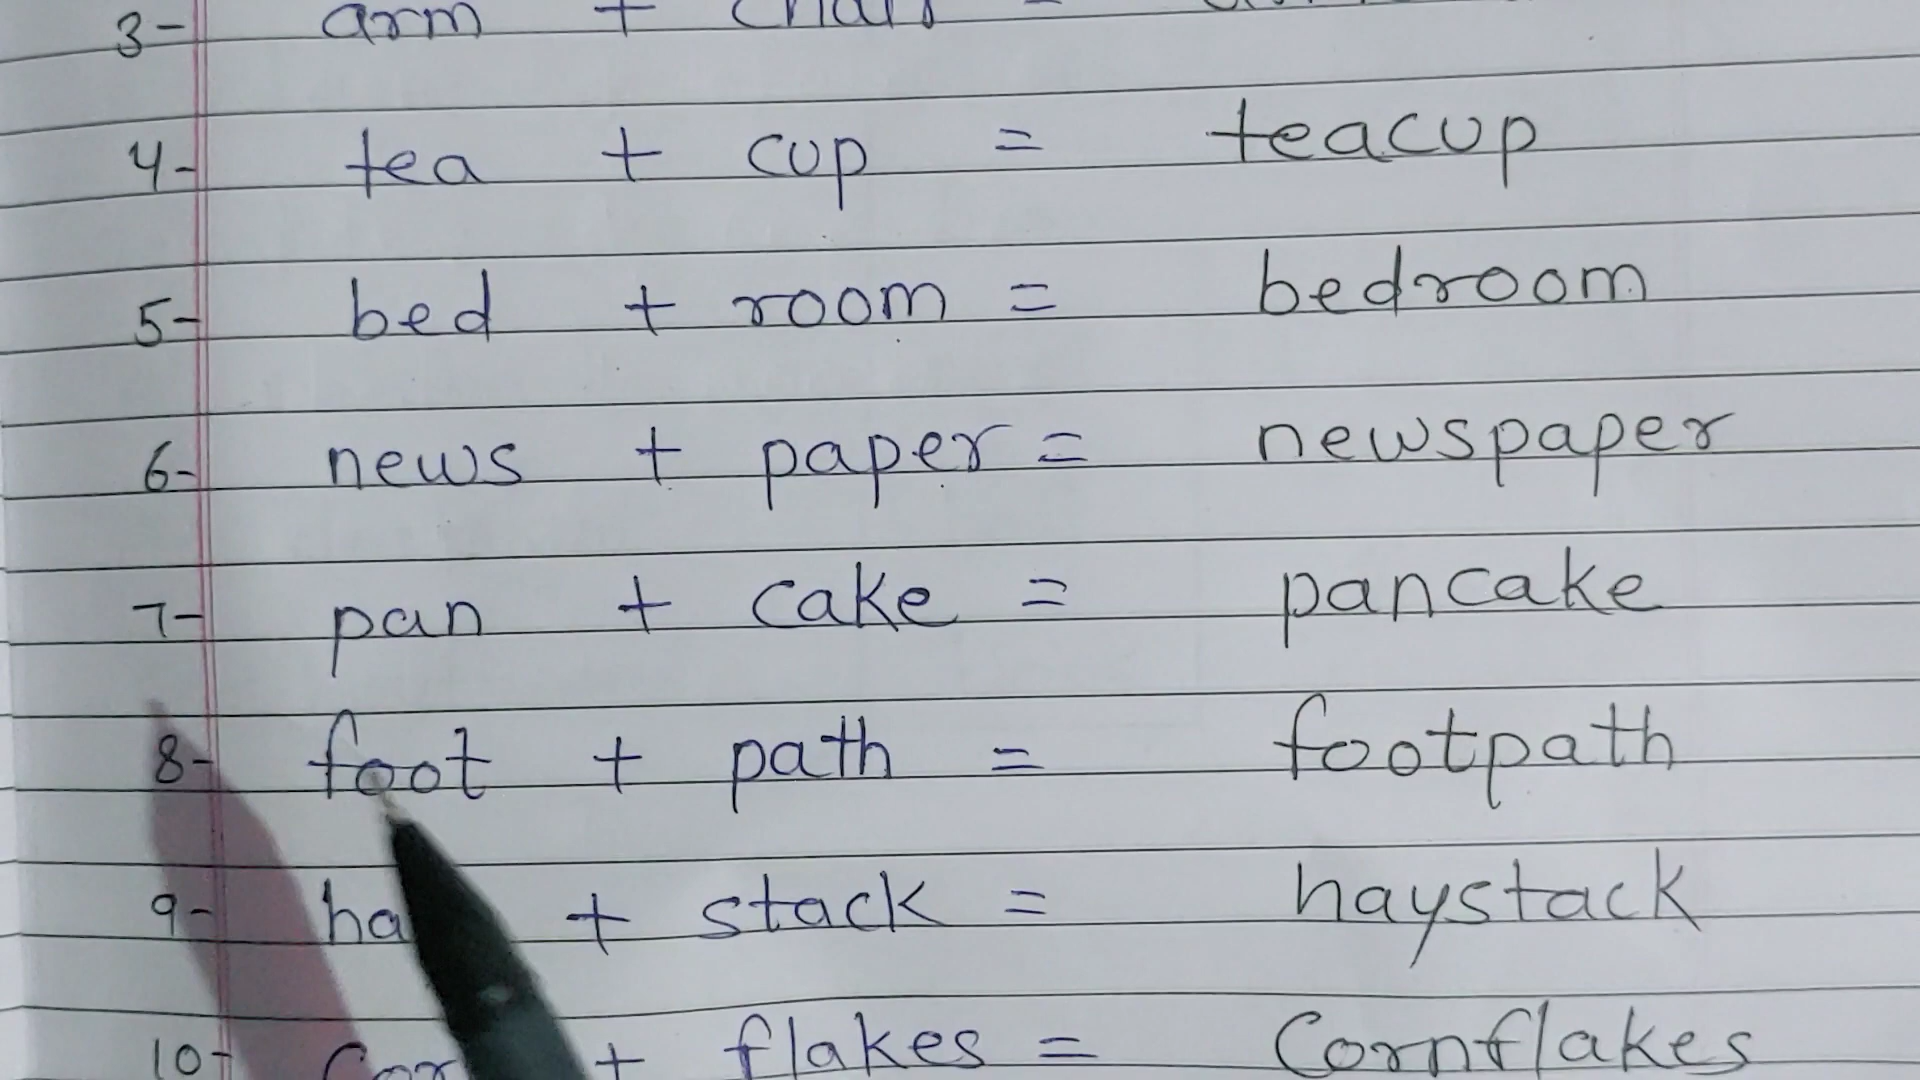 3- arm + chair =
4- tea + cup = teacup
5- bed + room = bedroom
6- news + paper = newspaper
7- pan + cake = pancake
8- foot + path = footpath
9- ha + stack = haystack
10- + flakes = Cornflakes